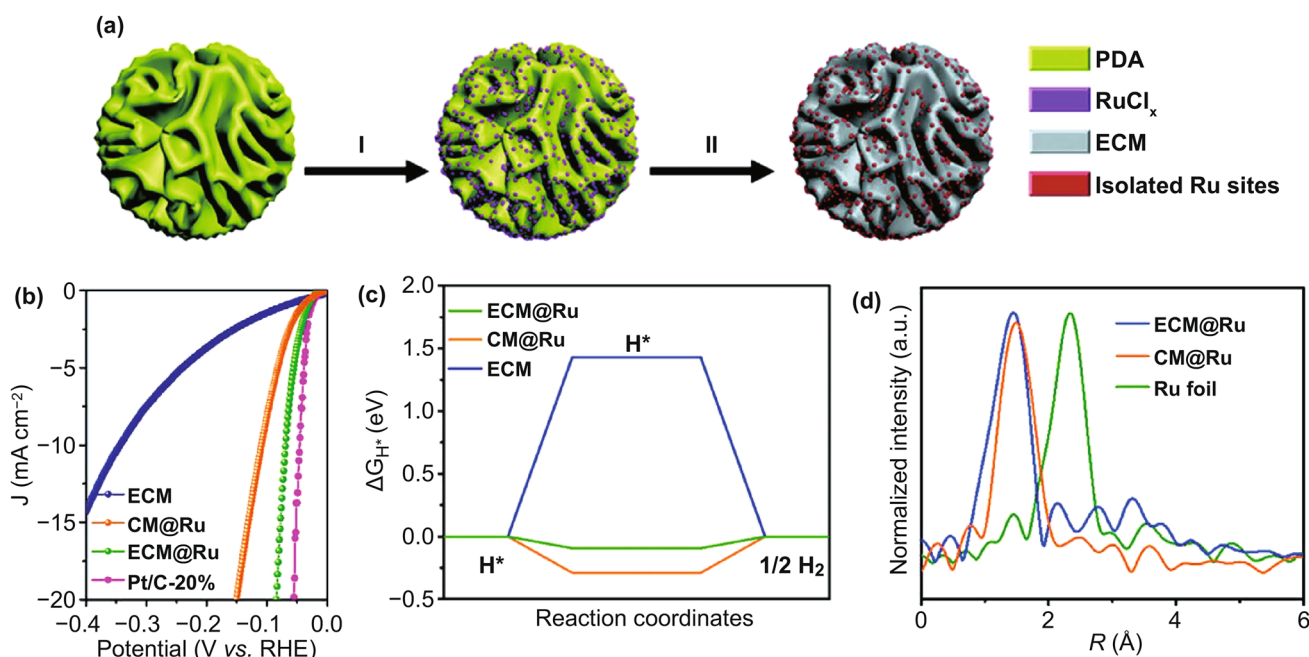 (a)
I
II
PDA
RuClₓ
ECM
Isolated Ru sites
(b)
0
−5
−10
−15
−20
J (mA cm⁻²)
ECM
CM@Ru
ECM@Ru
Pt/C-20%
−0.4 −0.3 −0.2 −0.1 0.0
Potential (V vs. RHE)
(c)
2.0
1.5
1.0
0.5
0.0
−0.5
ΔG_H* (eV)
ECM@Ru
CM@Ru
ECM
H*
H*
1/2 H₂
Reaction coordinates
(d)
Normalized intensity (a.u.)
ECM@Ru
CM@Ru
Ru foil
0 2 4 6
R (Å)